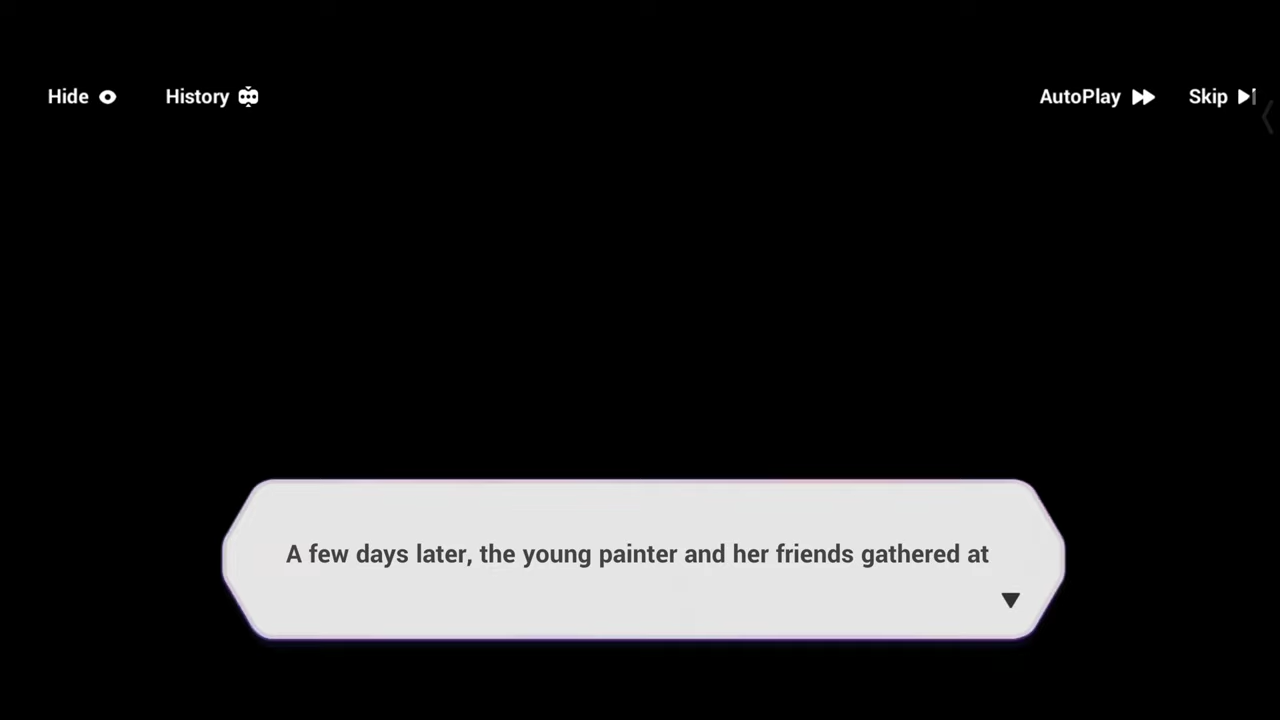 Hide
History
AutoPlay
Skip
A few days later, the young painter and her friends gathered at